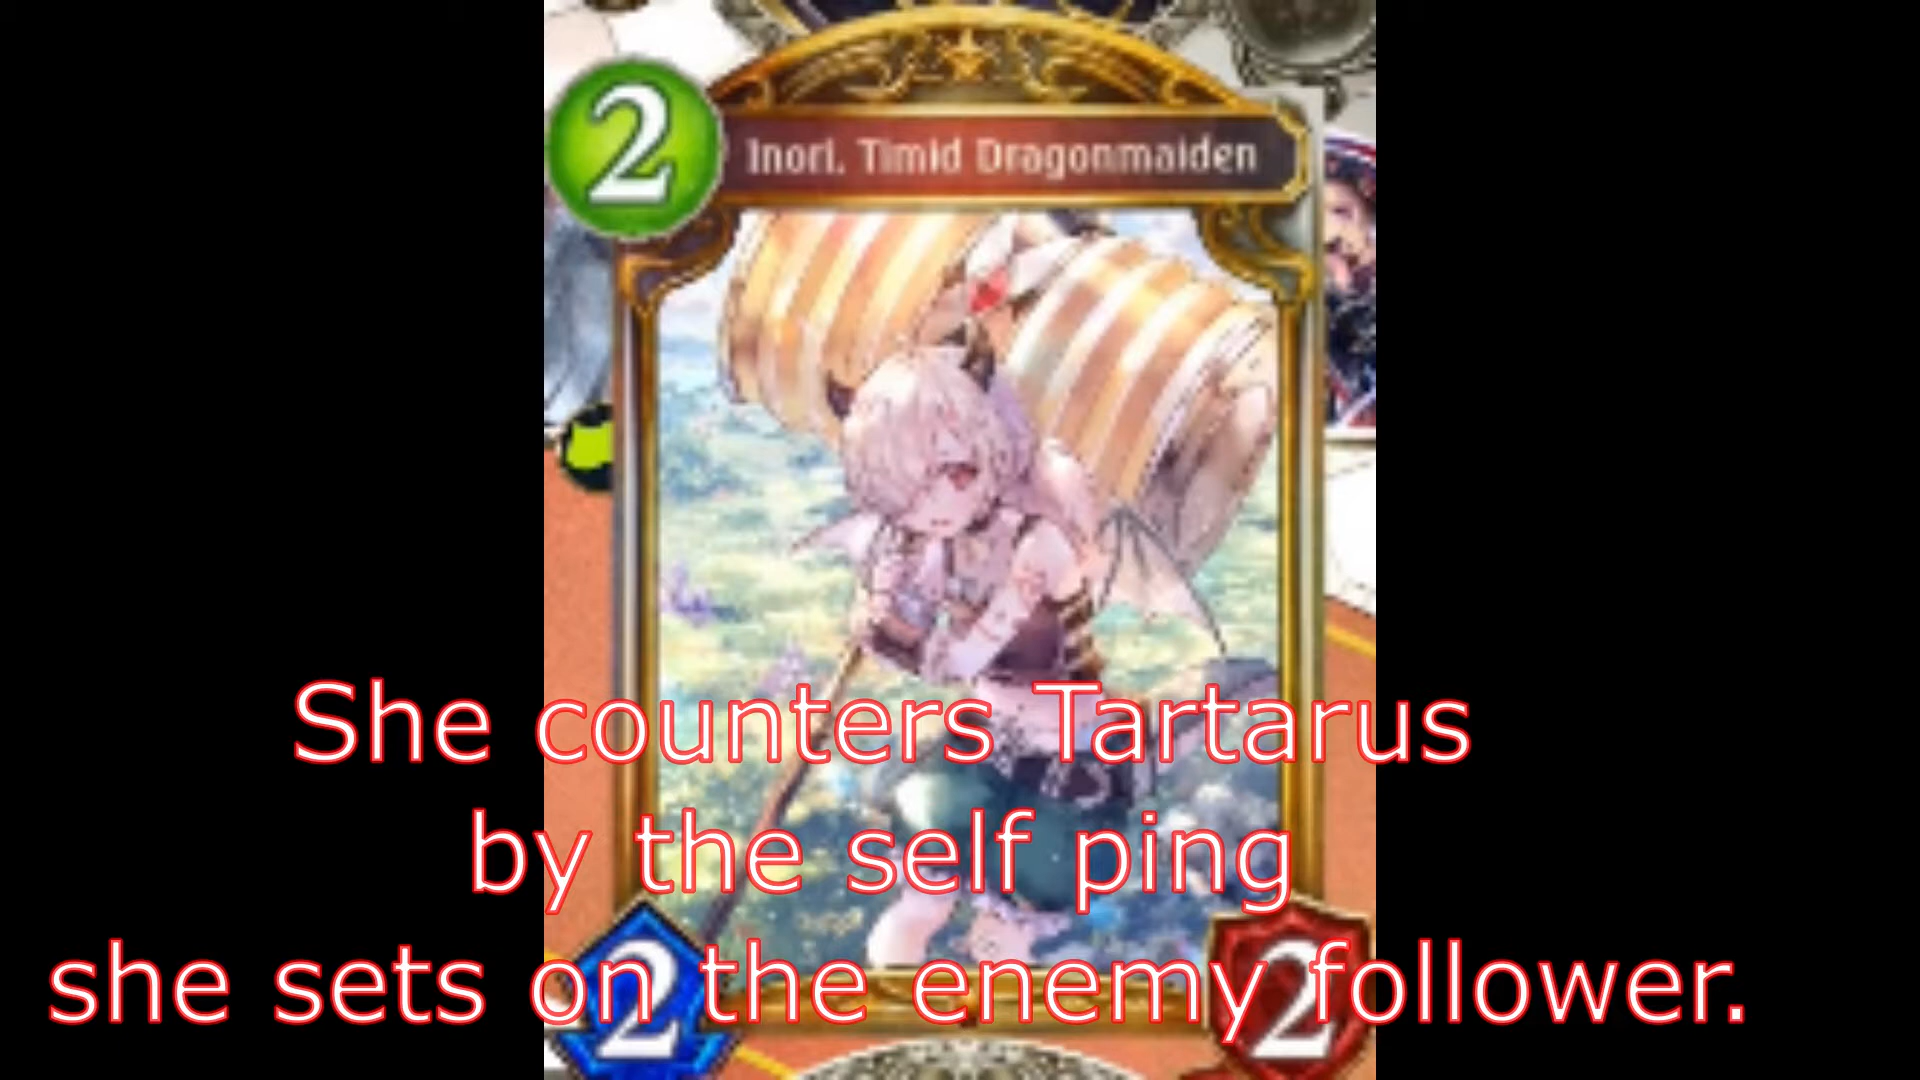 2
Inori, Timid Dragonmaiden
She counters Tartarus
by the self ping
she sets on the enemy follower.
2
2